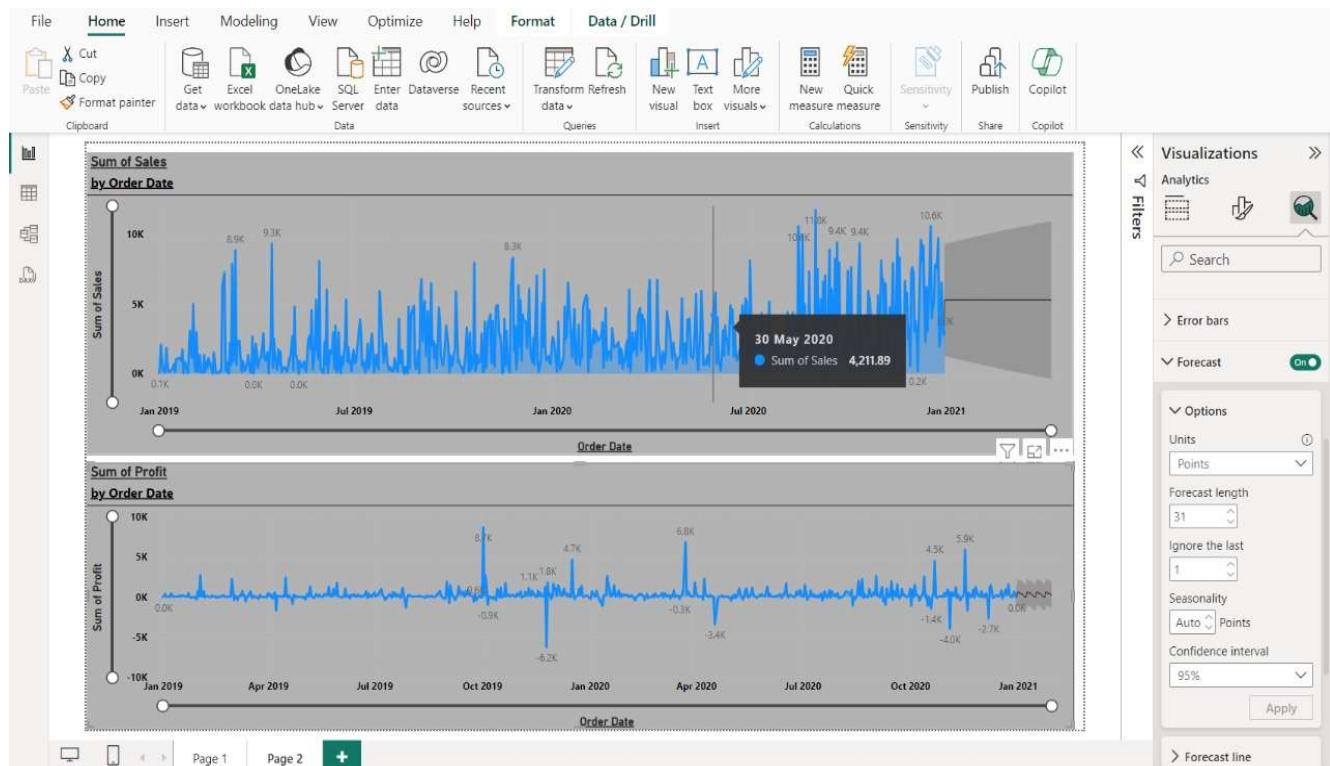 File Home Insert Modeling View Optimize Help Format Data / Drill
Paste
Cut
Copy
Format painter
Clipboard
Get data
Excel workbook
OneLake data hub
SQL Server
Enter data
Dataverse
Recent sources
Data
Transform data
Refresh
Queries
New visual
Text box
More visuals
Insert
New measure
Quick measure
Calculations
Sensitivity
Sensitivity
Publish
Share
Copilot
Copilot
Sum of Sales
by Order Date
Sum of Sales
10K
5K
0K
8.9K 9.3K 8.3K 11.8K 9.4K 9.4K 10.6K
0.1K 0.0K 0.0K 0.2K
30 May 2020
Sum of Sales 4,211.89
Jan 2019 Jul 2019 Jan 2020 Jul 2020 Jan 2021
Order Date
Sum of Profit
by Order Date
Sum of Profit
10K
5K
0K
-5K
-10K
8.7K 4.7K 6.8K 4.5K 5.9K
1.1K 1.8K
0.0K -0.9K -0.3K -1.4K 0.0K
-6.2K -3.4K -4.0K -2.7K
Jan 2019 Apr 2019 Jul 2019 Oct 2019 Jan 2020 Apr 2020 Jul 2020 Oct 2020 Jan 2021
Order Date
Filters
Visualizations
Analytics
Search
Error bars
Forecast On
Options
Units
Points
Forecast length
31
Ignore the last
1
Seasonality
Auto Points
Confidence interval
95%
Apply
Forecast line
Page 1 Page 2 +